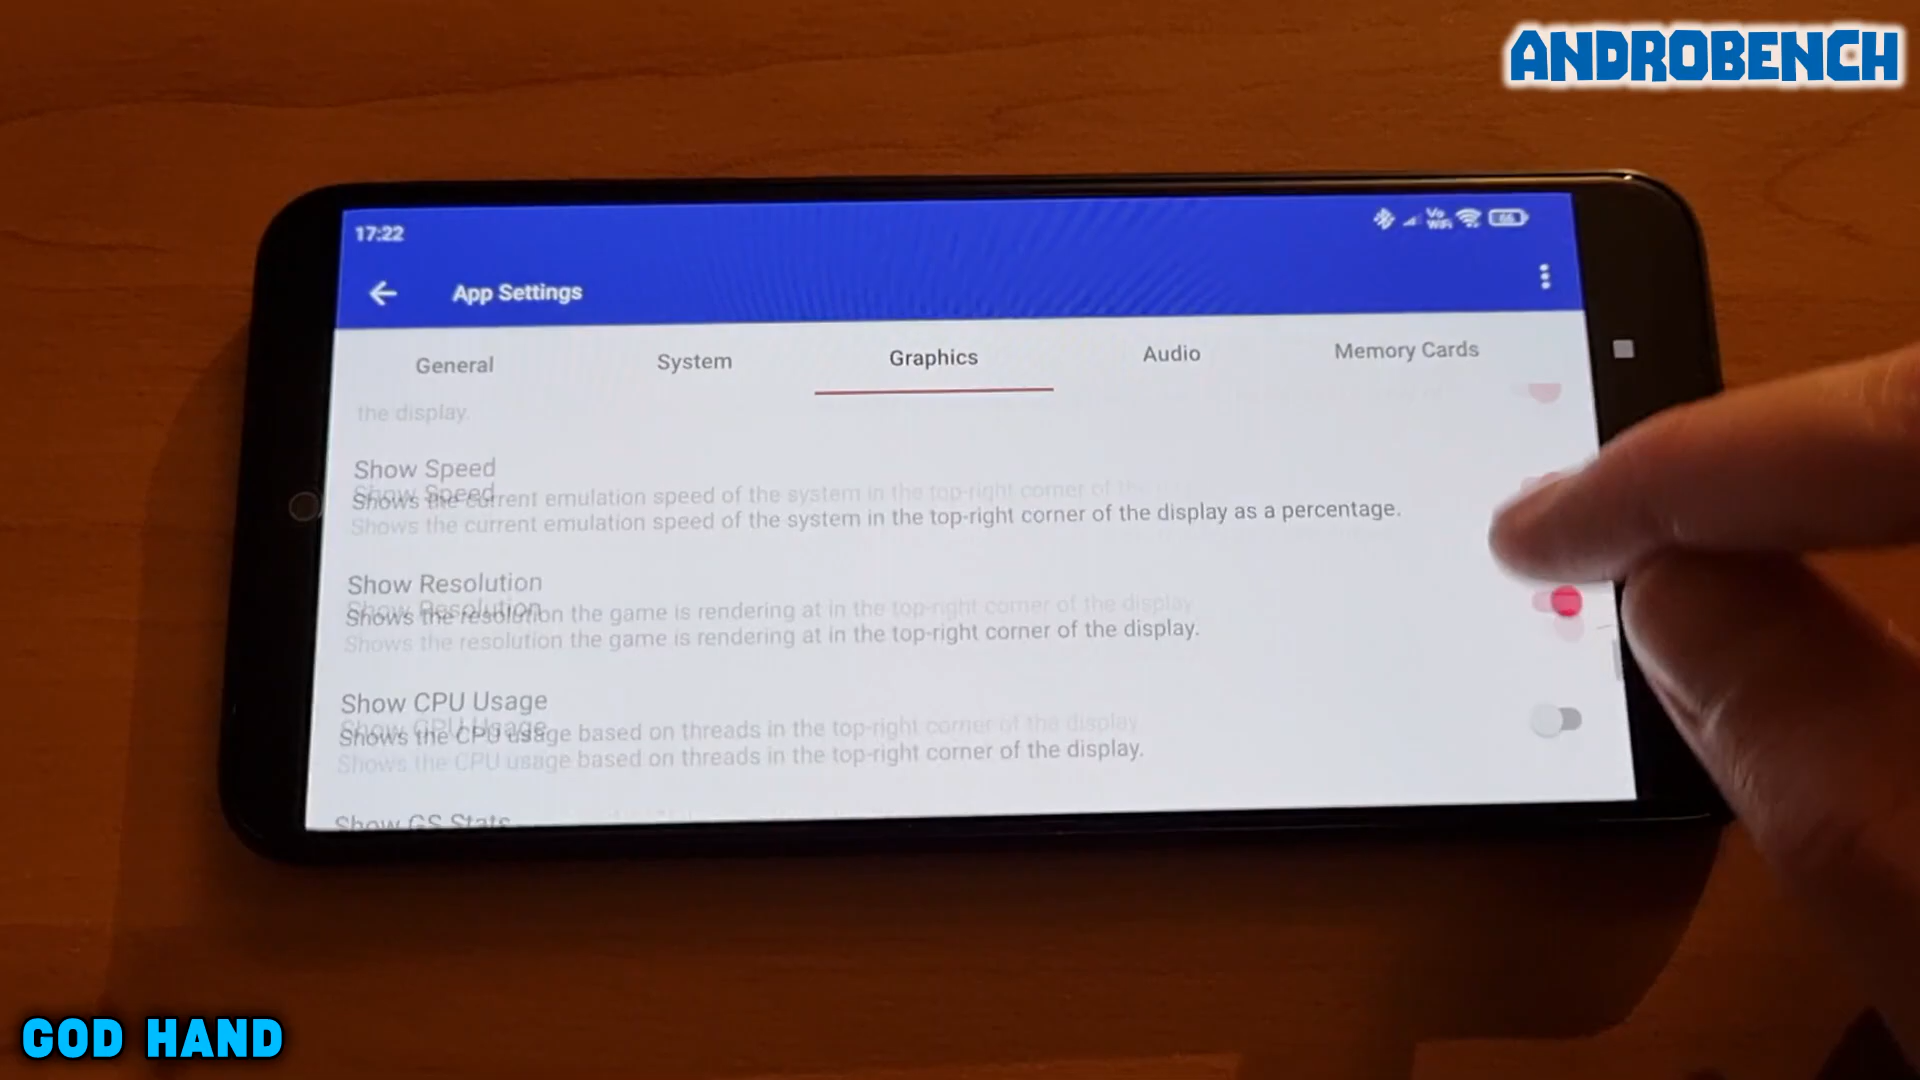 ANDROBENCH
17:22
Vo
WiFi
66
App Settings
General
System
Graphics
Audio
Memory Cards
the display.
Show Speed
Shows the current emulation speed of the system in the top-right corner of the display as a percentage.
Show Resolution
Shows the resolution the game is rendering at in the top-right corner of the display.
Show CPU Usage
Shows the CPU usage based on threads in the top-right corner of the display.
Show GS Stats
GOD HAND